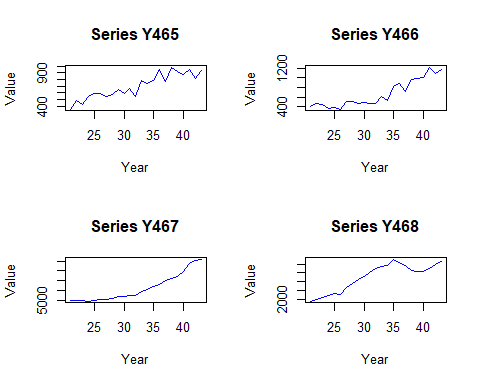 Series Y465
Value
400
900
25
30
35
40
Year
Series Y466
Value
400
1200
25
30
35
40
Year
Series Y467
Value
5000
25
30
35
40
Year
Series Y468
Value
2000
25
30
35
40
Year